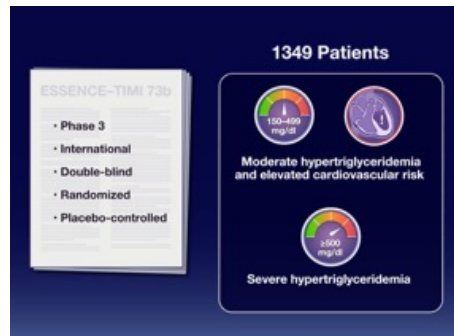 ESSENCE–TIMI 73b
• Phase 3
• International
• Double-blind
• Randomized
• Placebo-controlled
1349 Patients
150–499
mg/dl
Moderate hypertriglyceridemia
and elevated cardiovascular risk
≥500
mg/dl
Severe hypertriglyceridemia